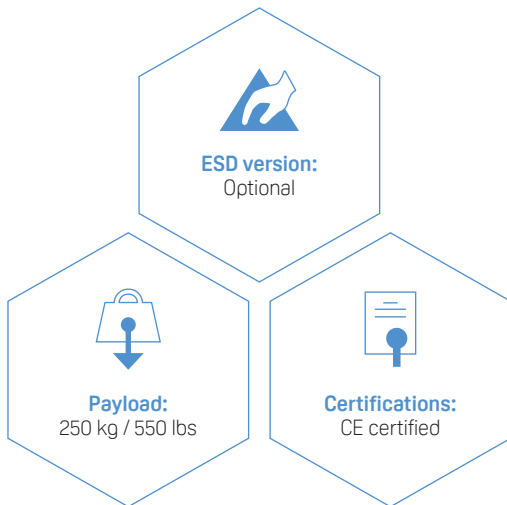 ESD version:
Optional
Payload:
250 kg / 550 lbs
Certifications:
CE certified